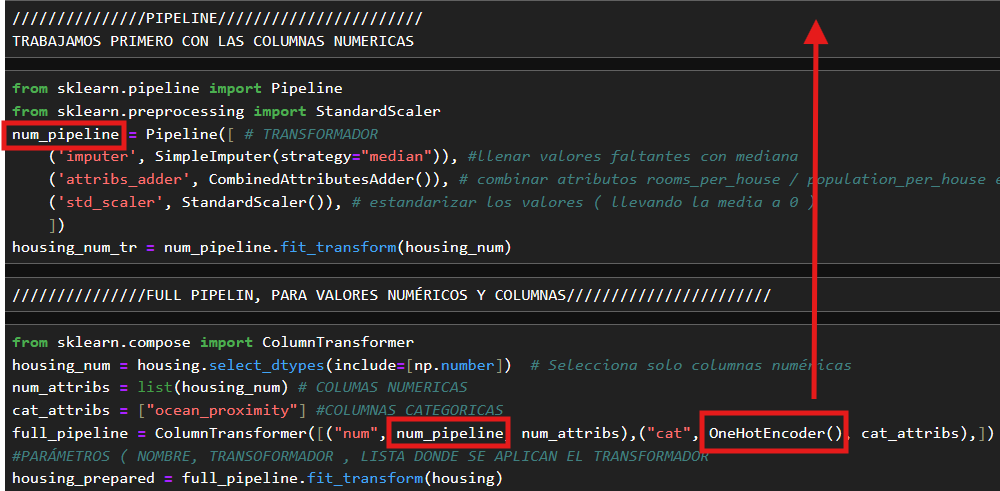 ///////////////PIPELINE///////////////////////
TRABAJAMOS PRIMERO CON LAS COLUMNAS NUMERICAS
from sklearn.pipeline import Pipeline
from sklearn.preprocessing import StandardScaler
num_pipeline = Pipeline([ # TRANSFORMADOR
    ('imputer', SimpleImputer(strategy="median")), #llenar valores faltantes con mediana
    ('attribs_adder', CombinedAttributesAdder()), # combinar atributos rooms_per_house / population_per_house e
    ('std_scaler', StandardScaler()), # estandarizar los valores ( llevando la media a 0 )
    ])
housing_num_tr = num_pipeline.fit_transform(housing_num)
///////////////FULL PIPELIN, PARA VALORES NUMÉRICOS Y COLUMNAS///////////////////////
from sklearn.compose import ColumnTransformer
housing_num = housing.select_dtypes(include=[np.number])  # Selecciona solo columnas numéricas
num_attribs = list(housing_num) # COLUMAS NUMERICAS
cat_attribs = ["ocean_proximity"] #COLUMNAS CATEGORICAS
full_pipeline = ColumnTransformer([("num", num_pipeline, num_attribs),("cat", OneHotEncoder(), cat_attribs),])
#PARÁMETROS ( NOMBRE, TRANSOFORMADOR , LISTA DONDE SE APLICAN EL TRANSFORMADOR
housing_prepared = full_pipeline.fit_transform(housing)